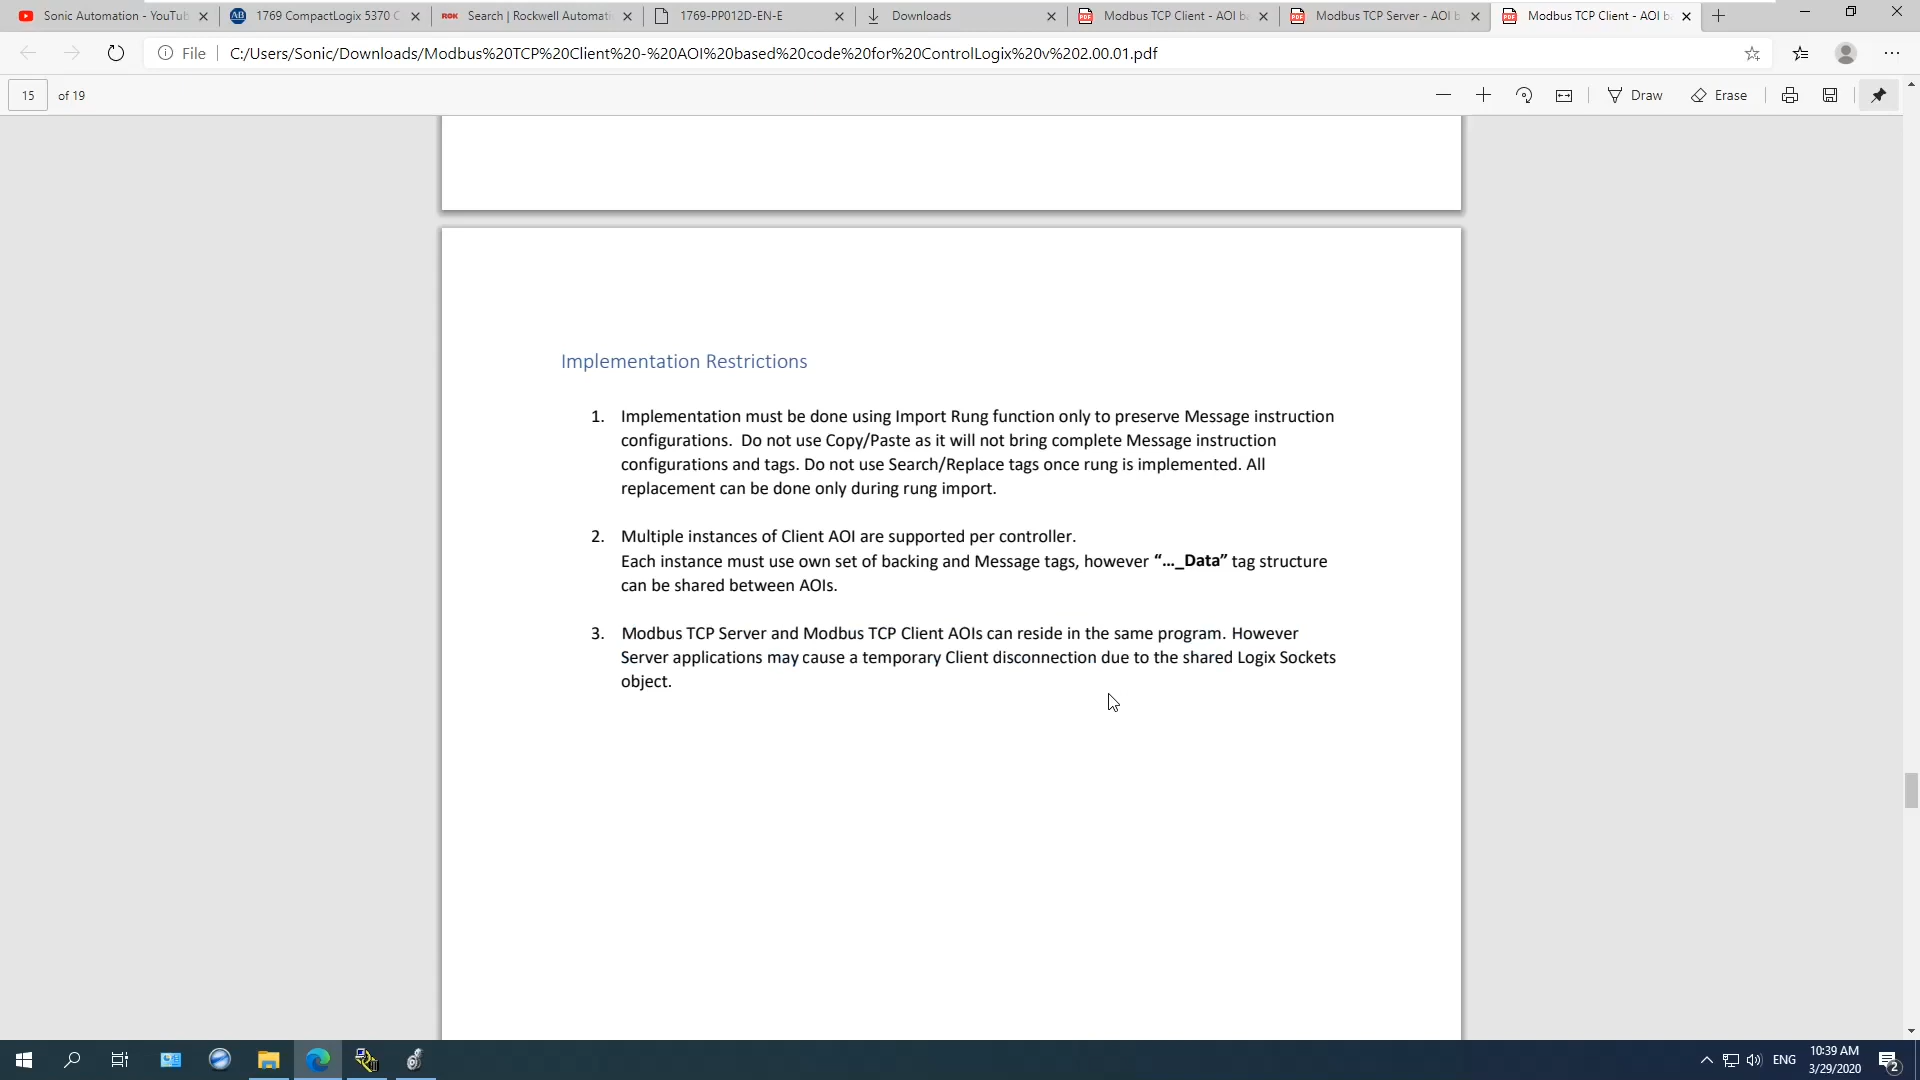 Sonic Automation - YouTub
1769 CompactLogix 5370 C
ROK Search | Rockwell Automati
1769-PP012D-EN-E
Downloads
Modbus TCP Client - AOI ba
Modbus TCP Server - AOI b
Modbus TCP Client - AOI ba
File
C:/Users/Sonic/Downloads/Modbus%20TCP%20Client%20-%20AOI%20based%20code%20for%20ControlLogix%20v%202.00.01.pdf
15 of 19
Draw
Erase
Implementation Restrictions
1. Implementation must be done using Import Rung function only to preserve Message instruction
configurations.  Do not use Copy/Paste as it will not bring complete Message instruction
configurations and tags. Do not use Search/Replace tags once rung is implemented. All
replacement can be done only during rung import.
2. Multiple instances of Client AOI are supported per controller.
Each instance must use own set of backing and Message tags, however “…_Data” tag structure
can be shared between AOIs.
3. Modbus TCP Server and Modbus TCP Client AOIs can reside in the same program. However
Server applications may cause a temporary Client disconnection due to the shared Logix Sockets
object.
ENG
10:39 AM
3/29/2020
2